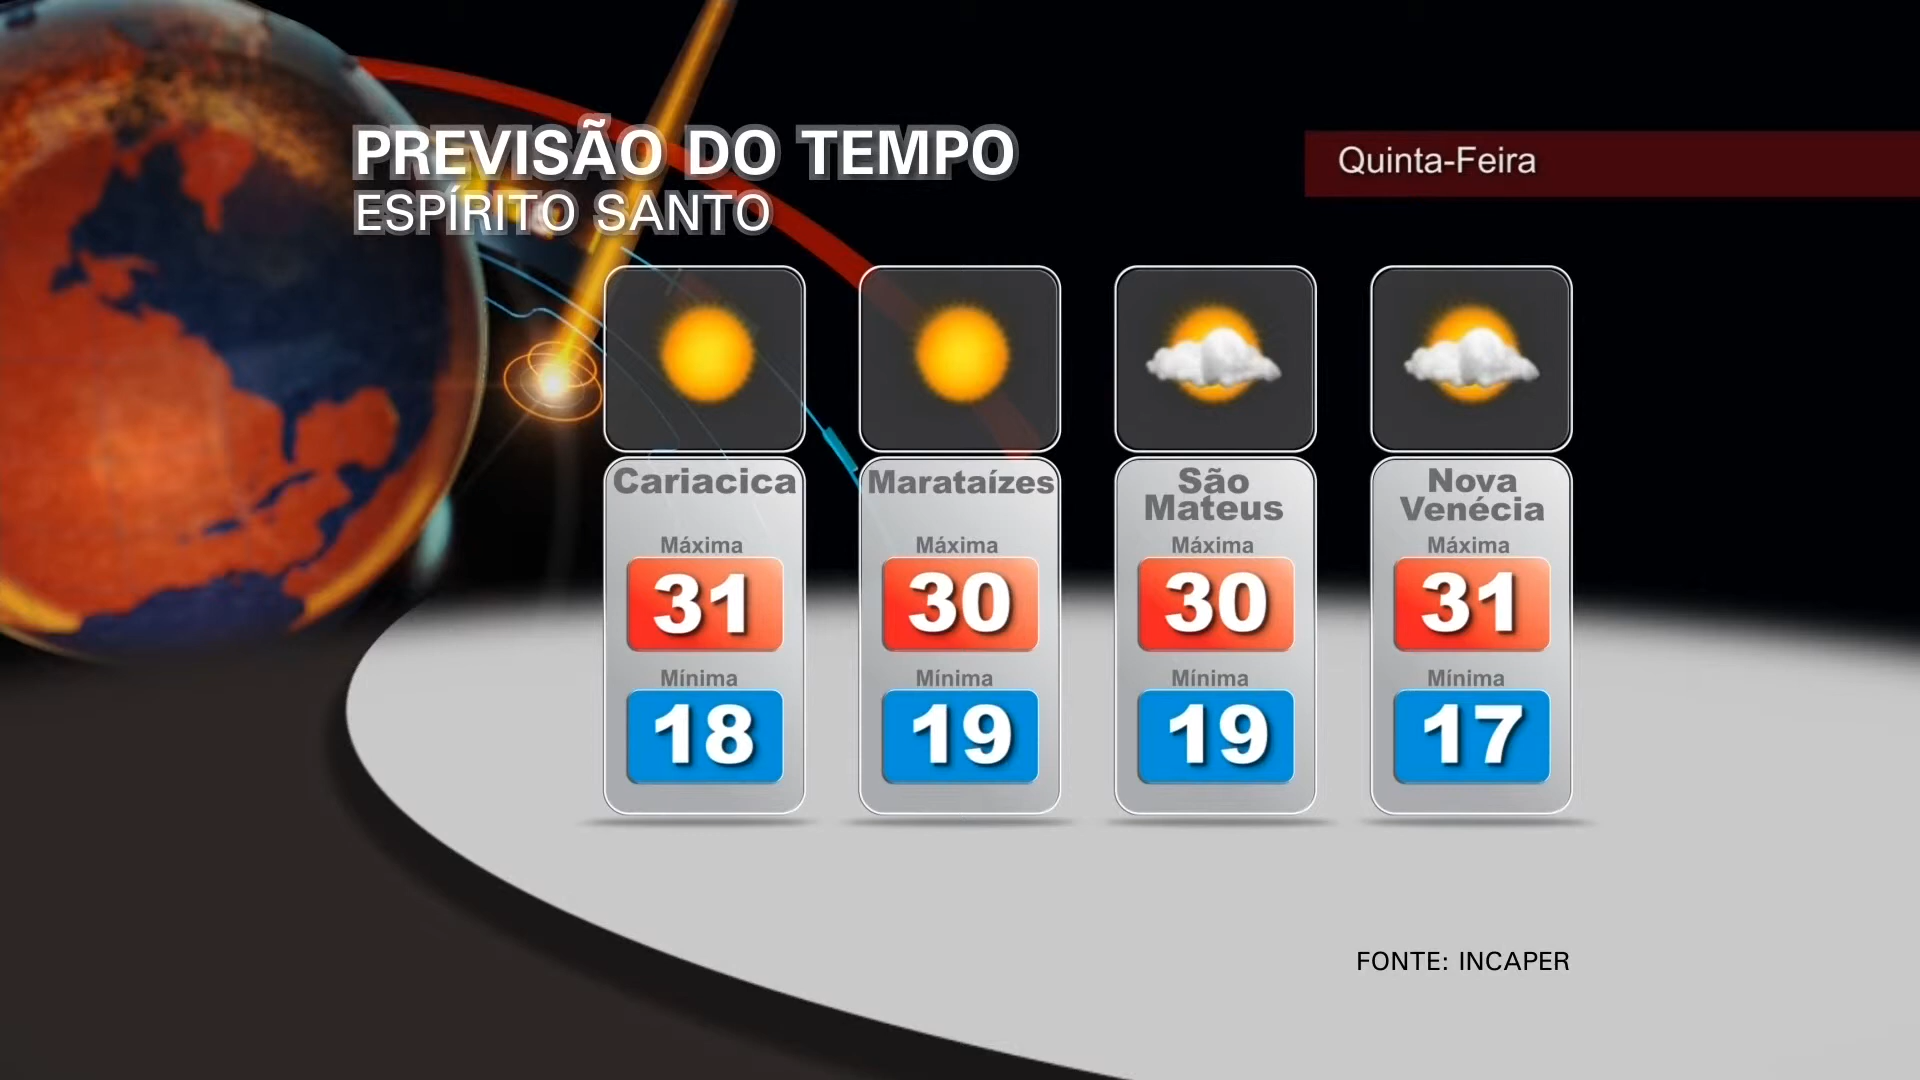 PREVISÃO DO TEMPO
ESPÍRITO SANTO
Quinta-Feira
Cariacica
Máxima
31
Mínima
18
Marataízes
Máxima
30
Mínima
19
São
Mateus
Máxima
30
Mínima
19
Nova
Venécia
Máxima
31
Mínima
17
FONTE: INCAPER